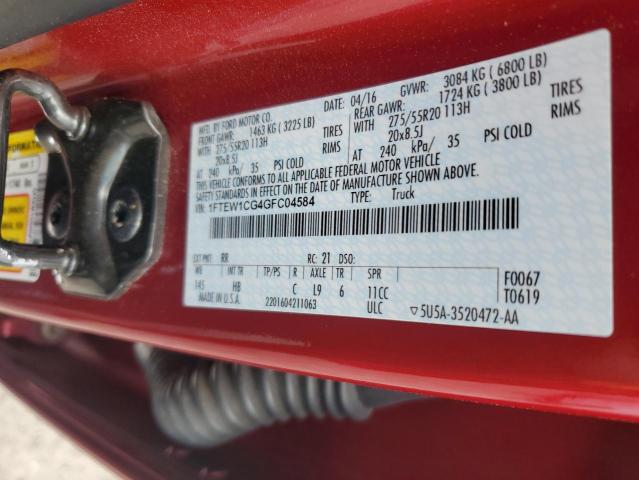 MFD. BY FORD MOTOR CO.
04/16 GVWR: 3084 KG ( 6800 LB)
FRONT GAWR: 1463 KG ( 3225 LB) REAR GAWR: 1724 KG ( 3800 LB)
WITH 275/55R20 113H TIRES WITH 275/55R20 113H TIRES
20x8.5J RIMS 20x8.5J RIMS
AT 240 kPa/ 35 PSI COLD AT 240 kPa/ 35 PSI COLD
THIS VEHICLE CONFORMS TO ALL APPLICABLE FEDERAL MOTOR VEHICLE
SAFETY STANDARDS IN EFFECT ON THE DATE OF MANUFACTURE SHOWN ABOVE.
VIN: 1FTEW1CG4GFC04584 TYPE: Truck
EXT PNT: RR RC: 21 DSO:
WB INT TR TP/PS R AXLE TR SPR
145 HB C L9 6 11CC
F0067
T0619
MADE IN U.S.A. 2201604211063 ULC ▽5U5A-3520472-AA